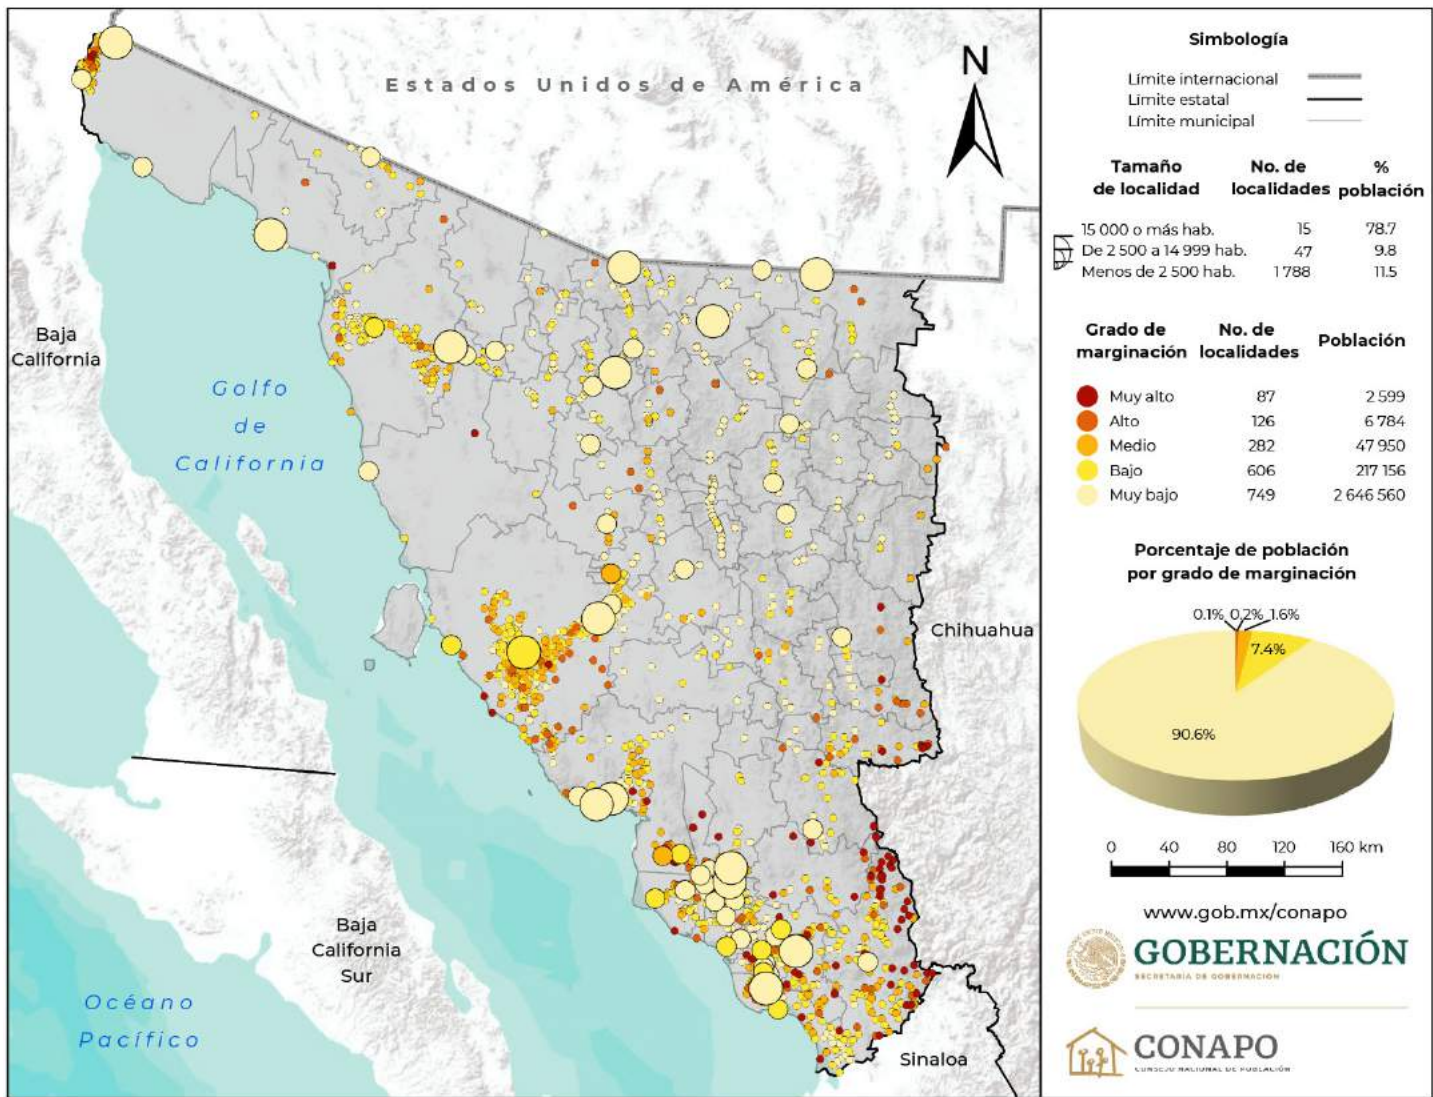 Estados Unidos de América
N
Baja
California
Golfo
de
California
Chihuahua
Baja
California
Sur
Océano
Pacífico
Sinaloa
Simbología
Límite internacional
Límite estatal
Límite municipal
Tamaño de localidad No. de localidades % población
15 000 o más hab. 15 78.7
De 2 500 a 14 999 hab. 47 9.8
Menos de 2 500 hab. 1 788 11.5
Grado de marginación No. de localidades Población
Muy alto 87 2 599
Alto 126 6 784
Medio 282 47 950
Bajo 606 217 156
Muy bajo 749 2 646 560
Porcentaje de población
por grado de marginación
0.1% 0.2% 1.6%
7.4%
90.6%
0 40 80 120 160 km
www.gob.mx/conapo
GOBERNACIÓN
SECRETARÍA DE GOBERNACIÓN
CONAPO
CONSEJO NACIONAL DE POBLACIÓN